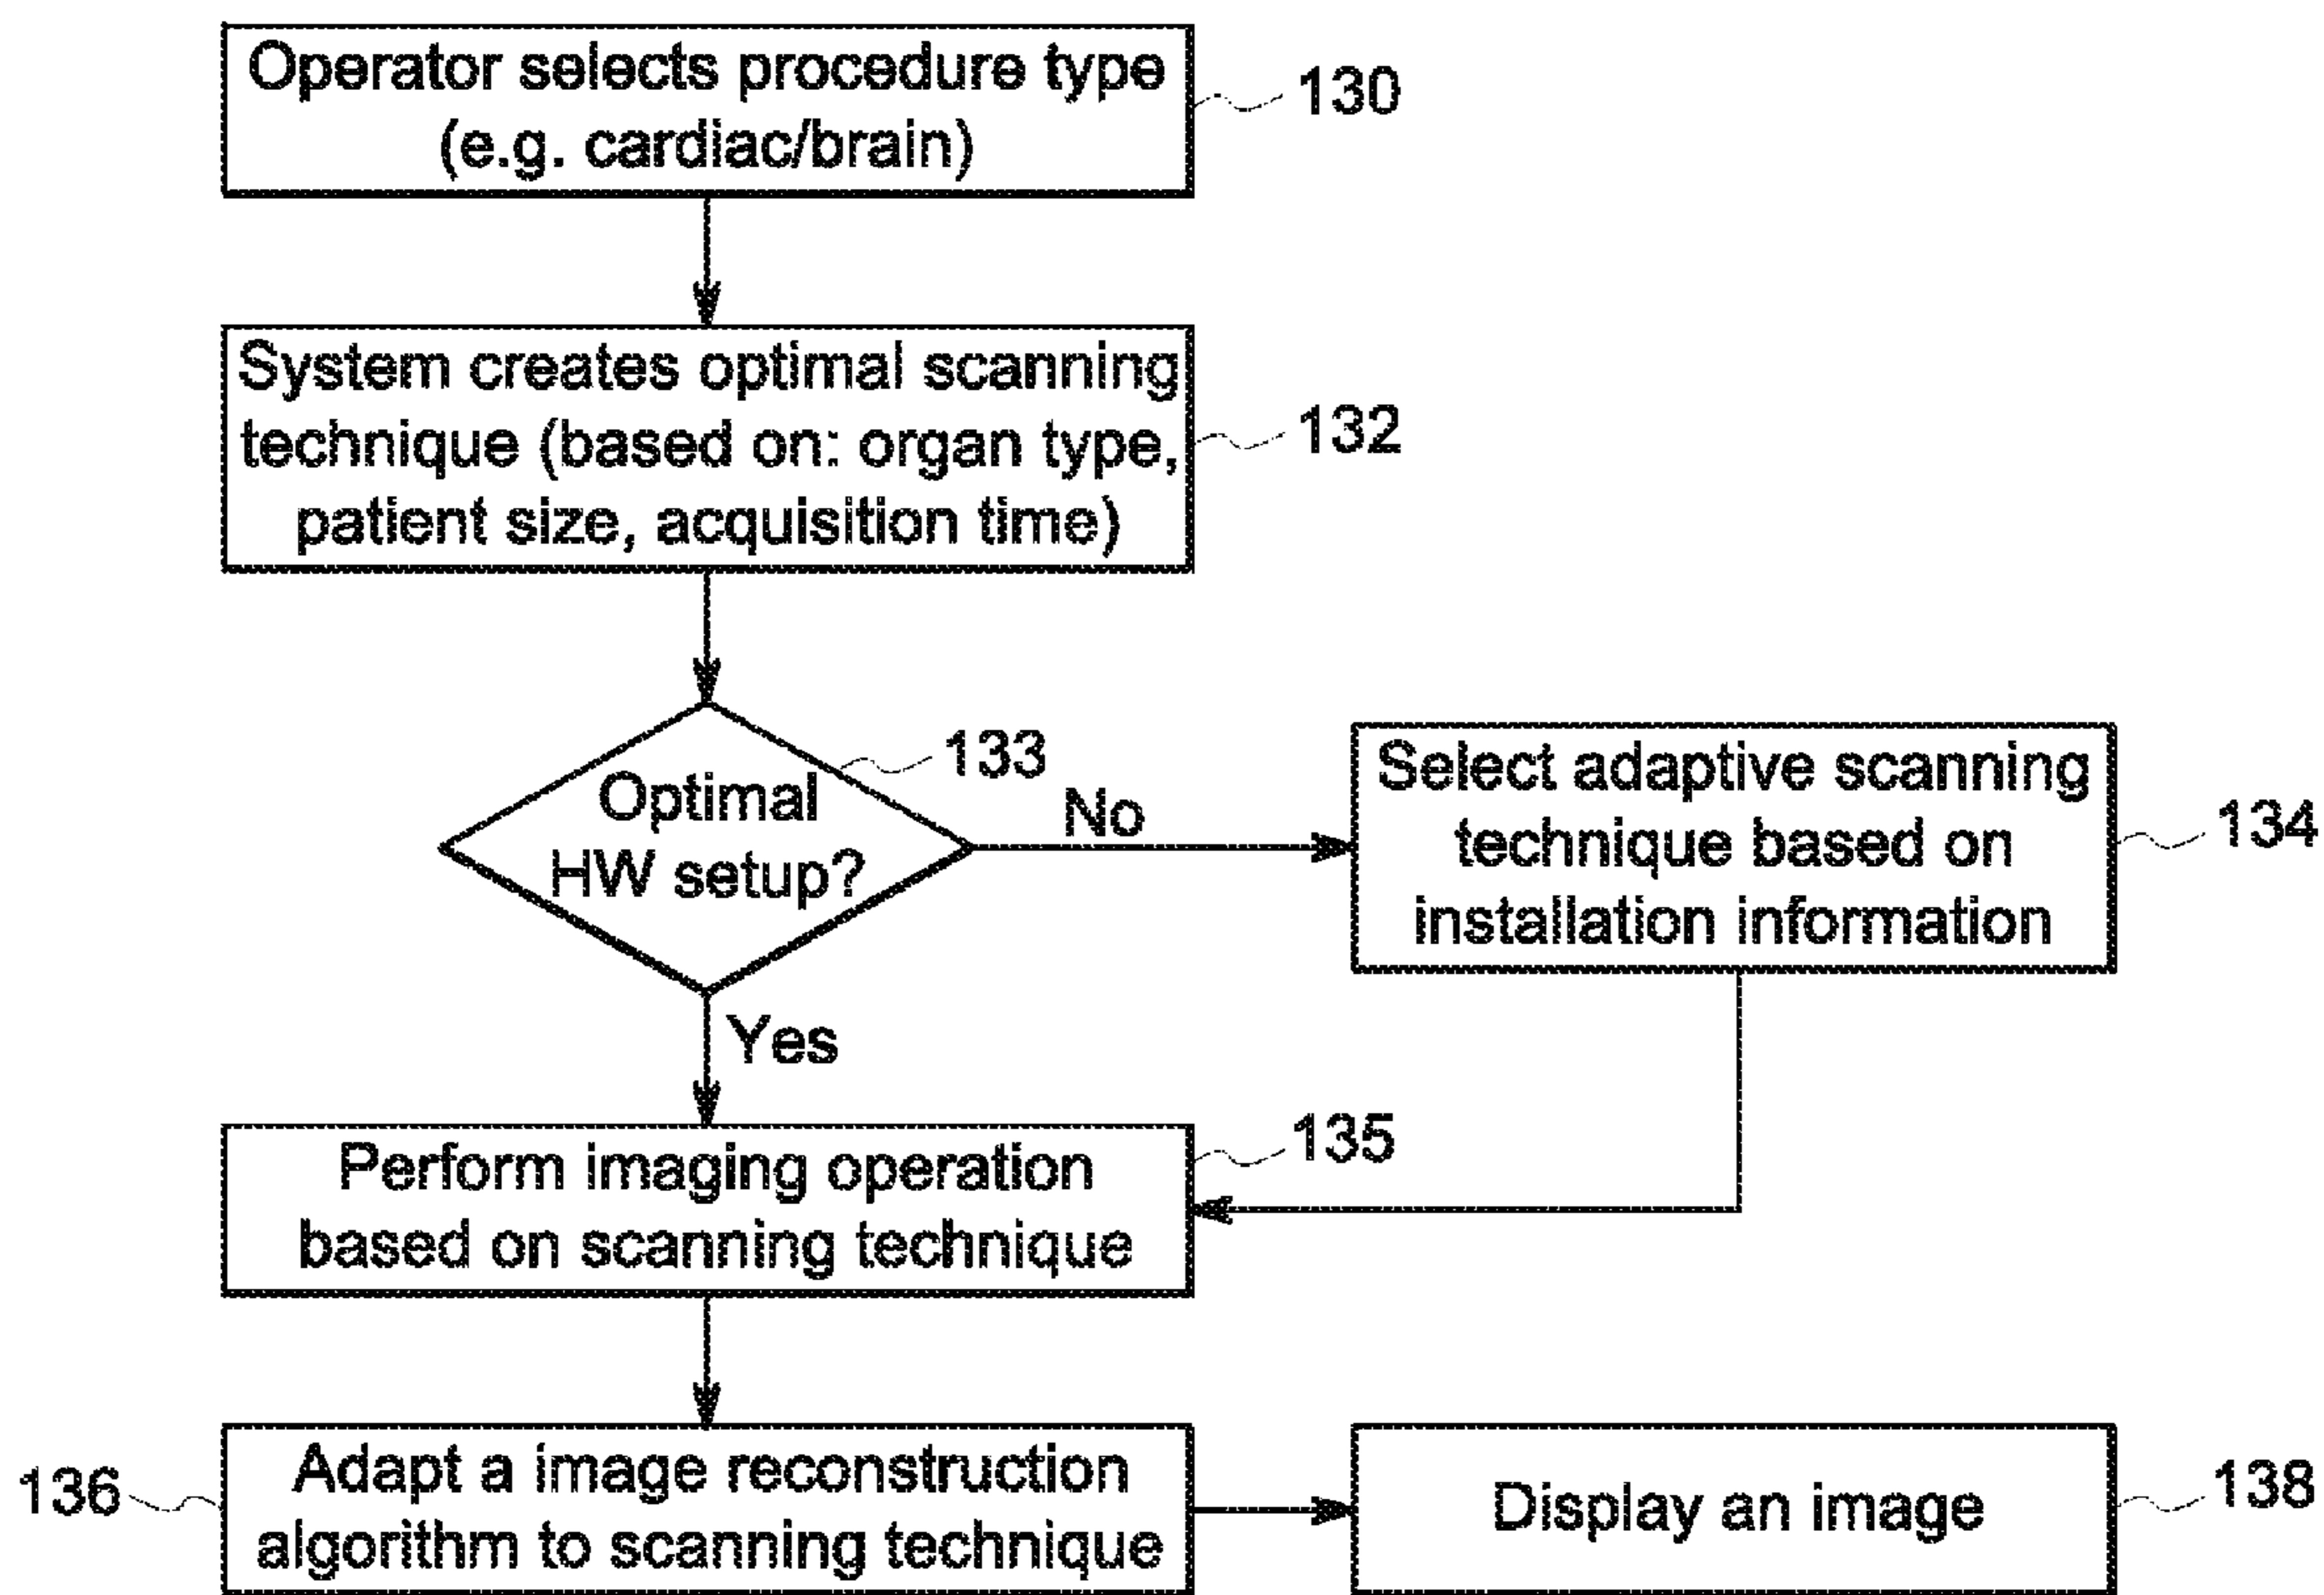 Operator selects procedure type
(e.g. cardiac/brain)
130
System creates optimal scanning
technique (based on: organ type,
patient size, acquisition time)
132
133
Optimal
HW setup?
No
Select adaptive scanning
technique based on
installation information
134
Yes
135
Perform imaging operation
based on scanning technique
136
Adapt a image reconstruction
algorithm to scanning technique
Display an image
138